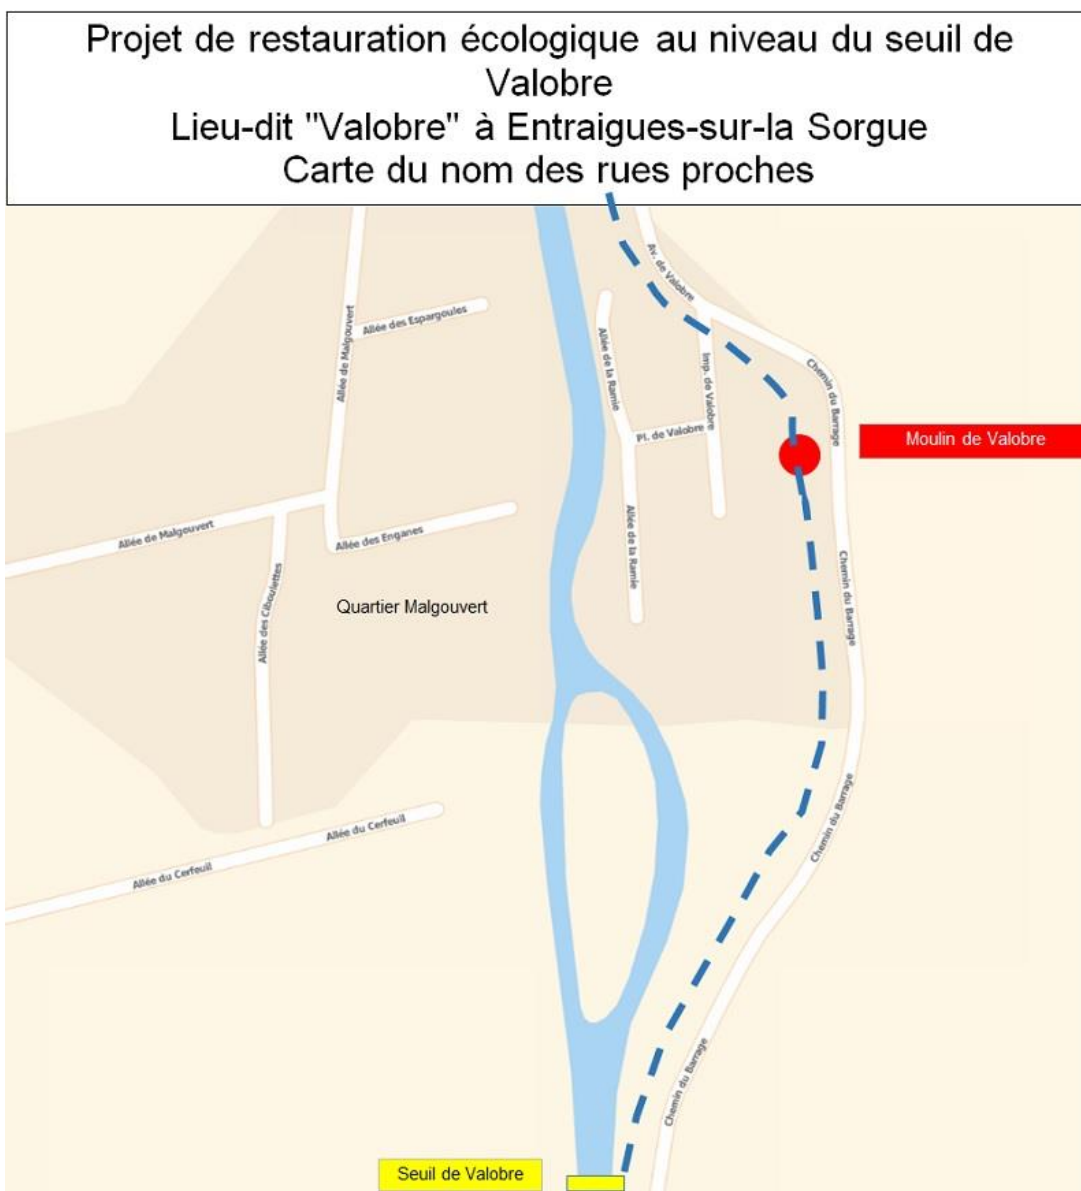 Projet de restauration écologique au niveau du seuil de
Valobre
Lieu-dit "Valobre" à Entraigues-sur-la Sorgue
Carte du nom des rues proches
Av. de Valobre
Allée des Espargoules
Allée de Malgouvert
Allée de la Ramie
Imp. de Valobre
Chemin du Barrage
Pl. de Valobre
Moulin de Valobre
Allée de Malgouvert
Allée des Enganes
Allée de la Ramie
Chemin du Barrage
Allée des Ciboulettes
Quartier Malgouvert
Chemin du Barrage
Allée du Cerfeuil
Allée du Cerfeuil
Chemin du Barrage
Seuil de Valobre